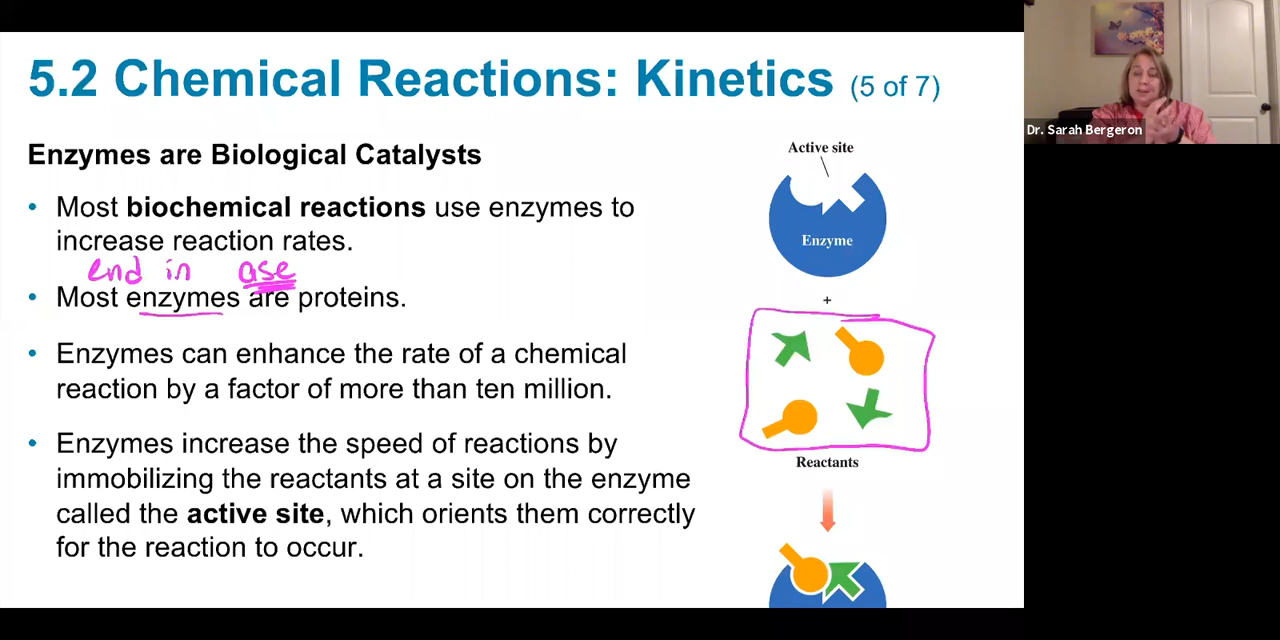 5.2 Chemical Reactions: Kinetics (5 of 7)
Enzymes are Biological Catalysts
• Most biochemical reactions use enzymes to
increase reaction rates.
end in ase
• Most enzymes are proteins.
• Enzymes can enhance the rate of a chemical
reaction by a factor of more than ten million.
• Enzymes increase the speed of reactions by
immobilizing the reactants at a site on the enzyme
called the active site, which orients them correctly
for the reaction to occur.
Active site
Enzyme
+
Reactants
Dr. Sarah Bergeron